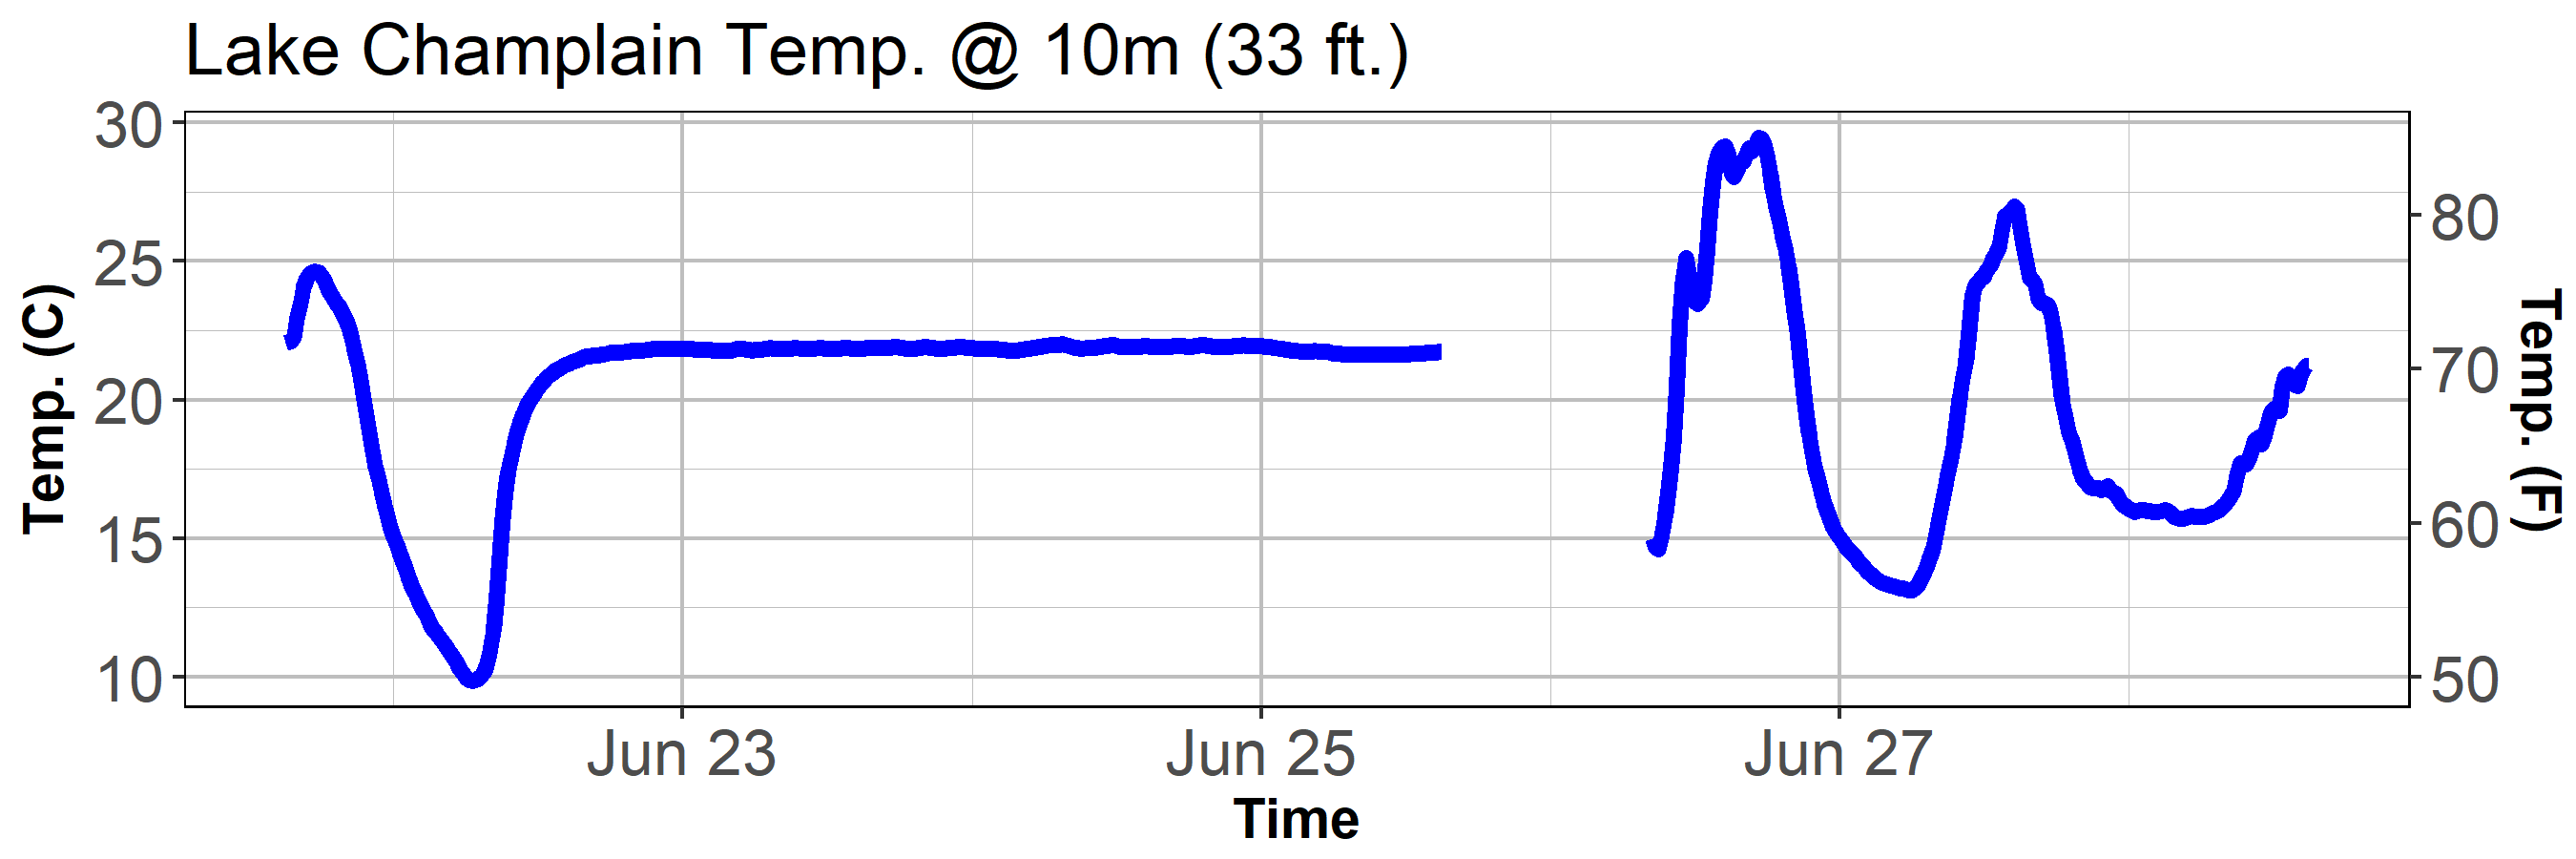 Lake Champlain Temp. @ 10m (33 ft.)
Temp. (C)
30
25
20
15
10
80
70
60
50
Temp. (F)
Jun 23
Jun 25
Jun 27
Time